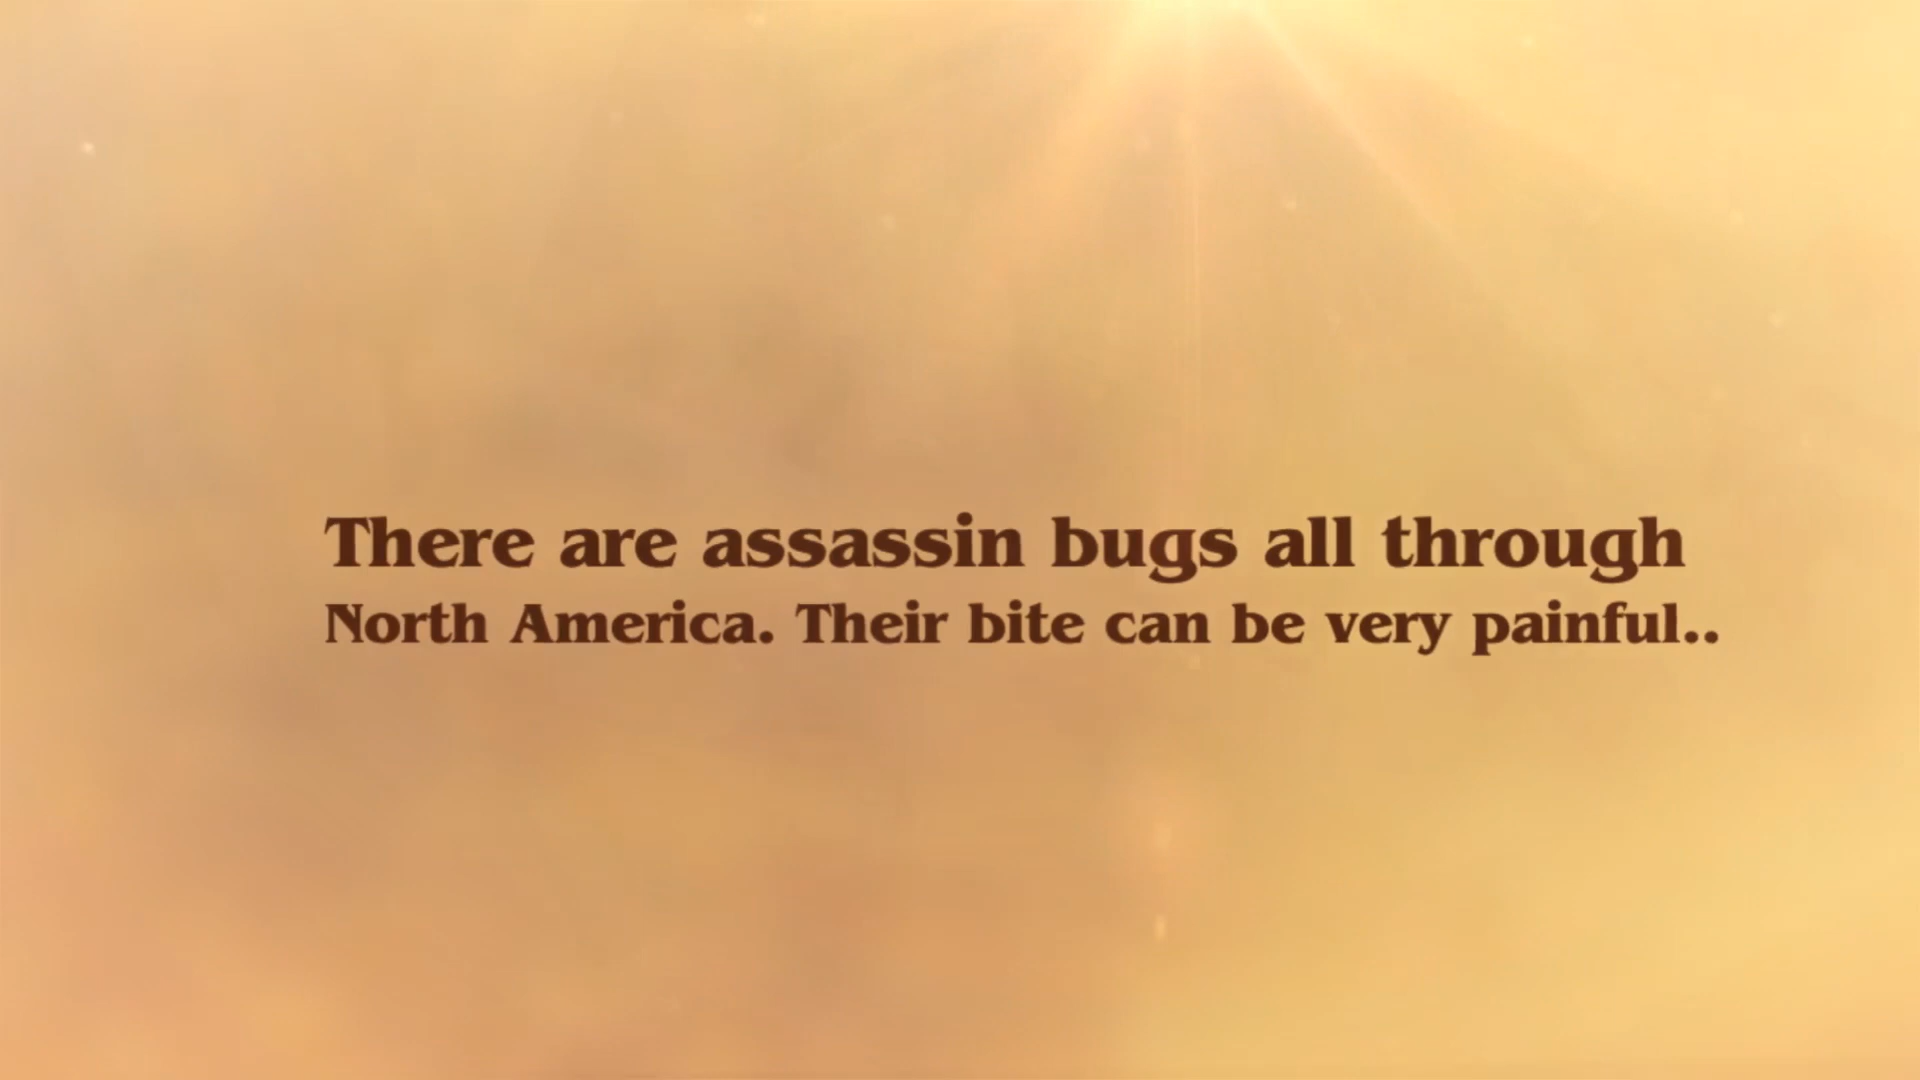 There are assassin bugs all through
North America. Their bite can be very painful..